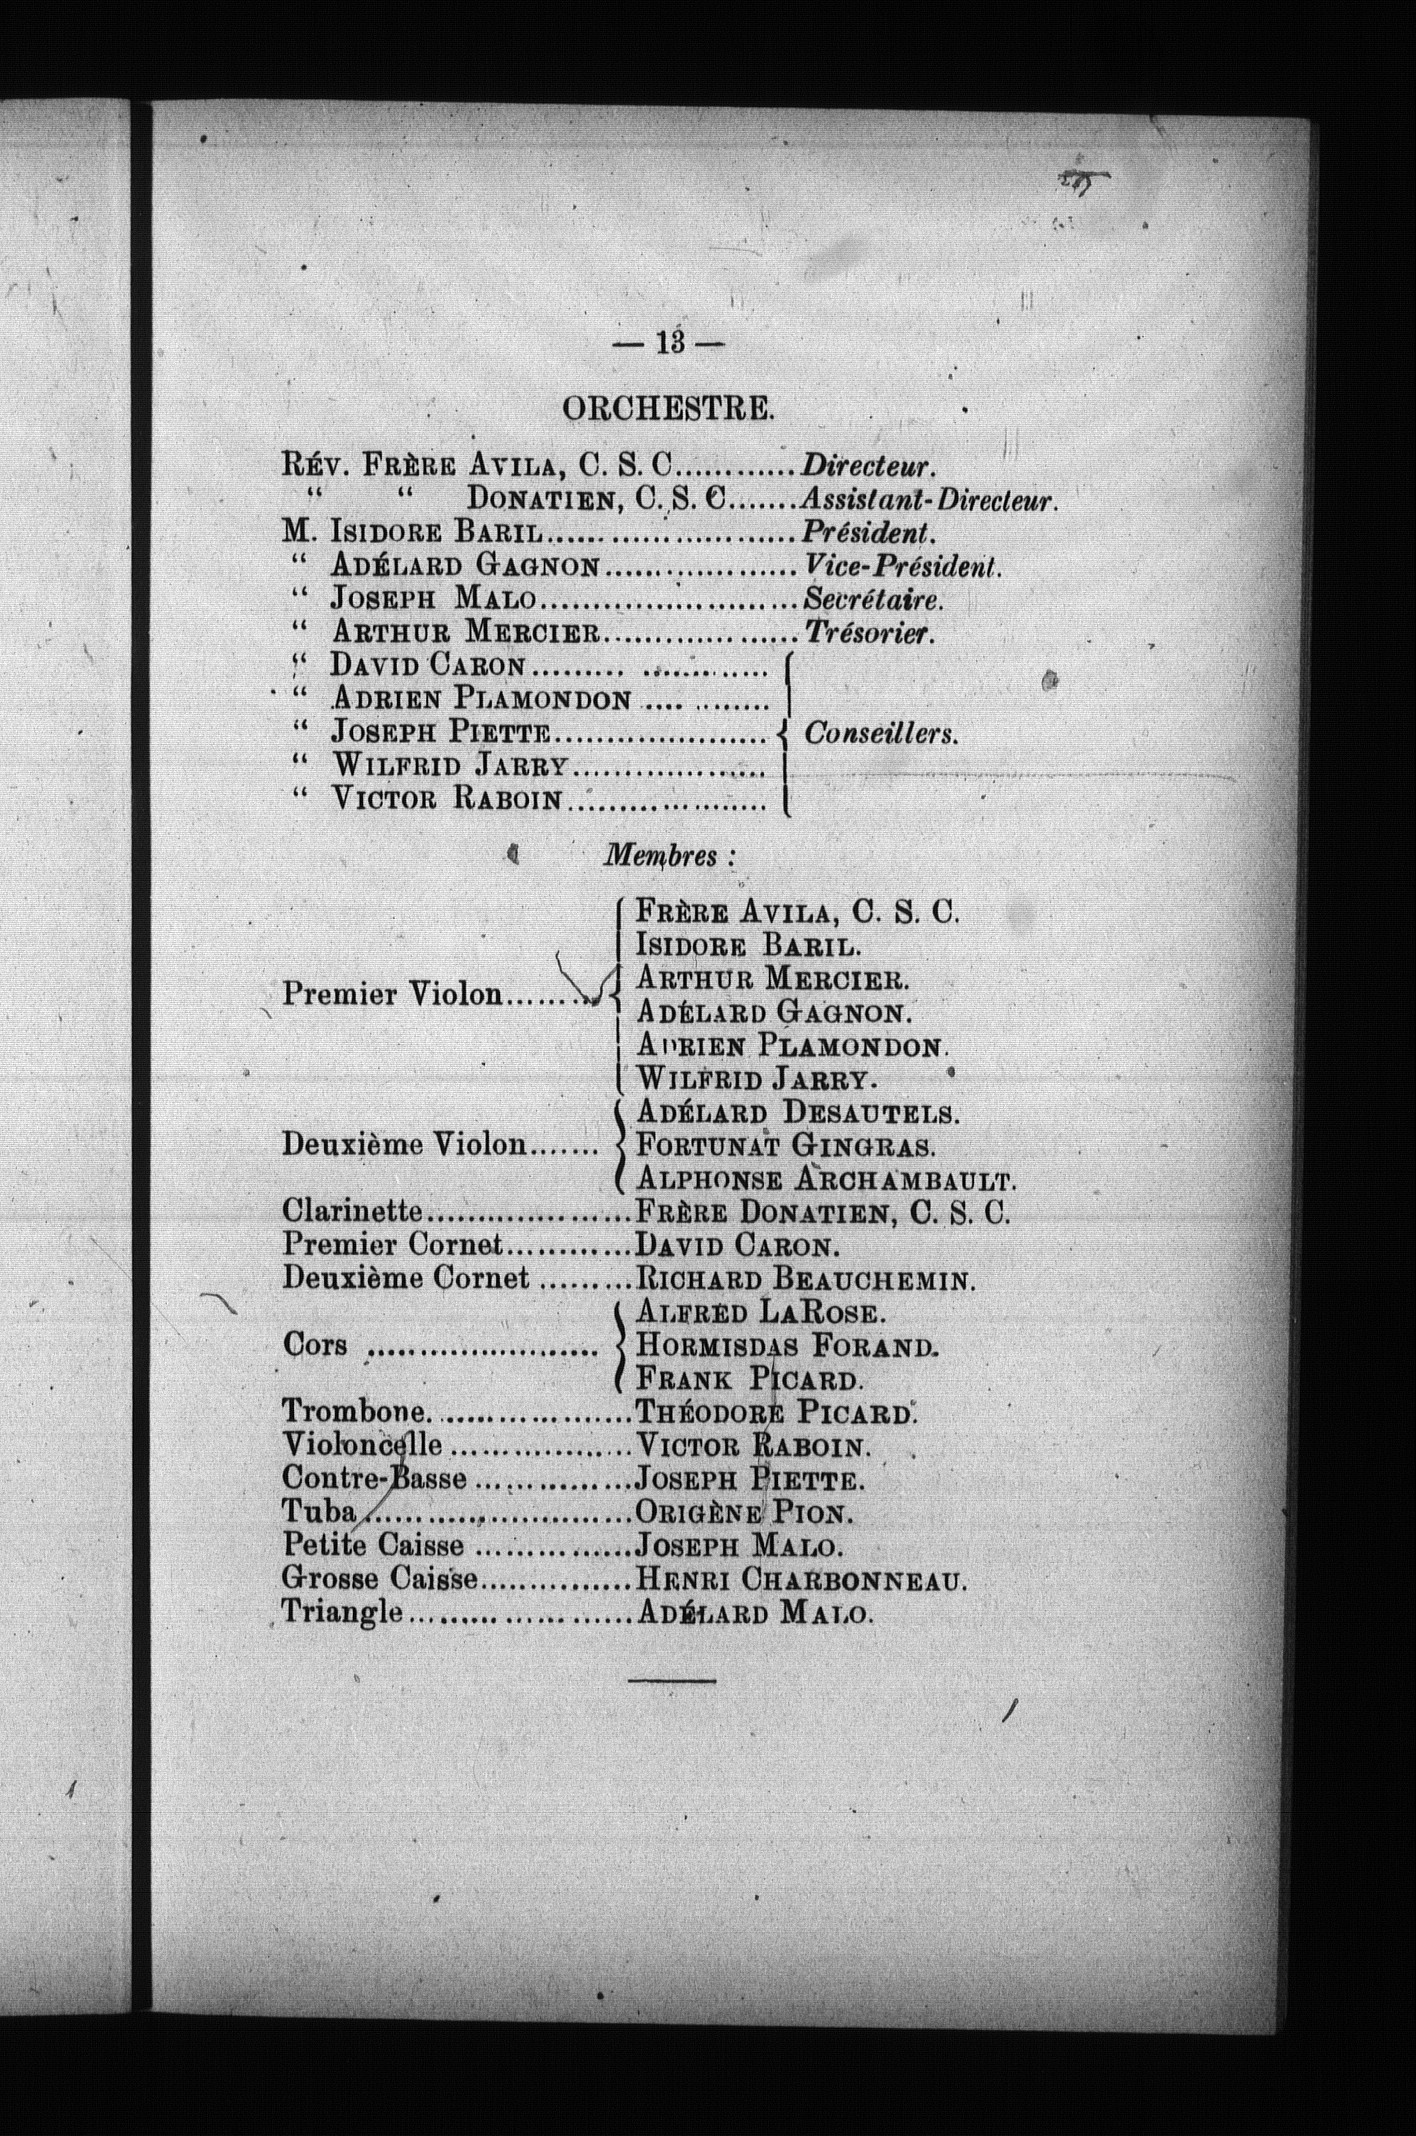 — 13 —
ORCHESTRE.
RÉV. FRÈRE AVILA, C. S. C............Directeur.
“ “ DONATIEN, C. S. C.......Assistant-Directeur.
M. ISIDORE BARIL........................Président.
“ ADÉLARD GAGNON...................Vice-Président.
“ JOSEPH MALO.........................Secrétaire.
“ ARTHUR MERCIER...................Trésorier.
“ DAVID CARON......... ............
“ ADRIEN PLAMONDON .... ........
“ JOSEPH PIETTE..................... Conseillers.
“ WILFRID JARRY...................
“ VICTOR RABOIN...................
Membres :
FRÈRE AVILA, C. S. C.
ISIDORE BARIL.
ARTHUR MERCIER.
Premier Violon.........
ADÉLARD GAGNON.
ADRIEN PLAMONDON.
WILFRID JARRY.
ADÉLARD DESAUTELS.
Deuxième Violon....... FORTUNAT GINGRAS.
ALPHONSE ARCHAMBAULT.
Clarinette....................FRÈRE DONATIEN, C. S. C.
Premier Cornet............DAVID CARON.
Deuxième Cornet .........RICHARD BEAUCHEMIN.
ALFRED LAROSE.
Cors ...................... HORMISDAS FORAND.
FRANK PICARD.
Trombone. ..................THÉODORE PICARD.
Violoncelle ..................VICTOR RABOIN.
Contre-Basse ...............JOSEPH PIETTE.
Tuba..........................ORIGÈNE PION.
Petite Caisse ...............JOSEPH MALO.
Grosse Caisse...............HENRI CHARBONNEAU.
Triangle......................ADÉLARD MALO.